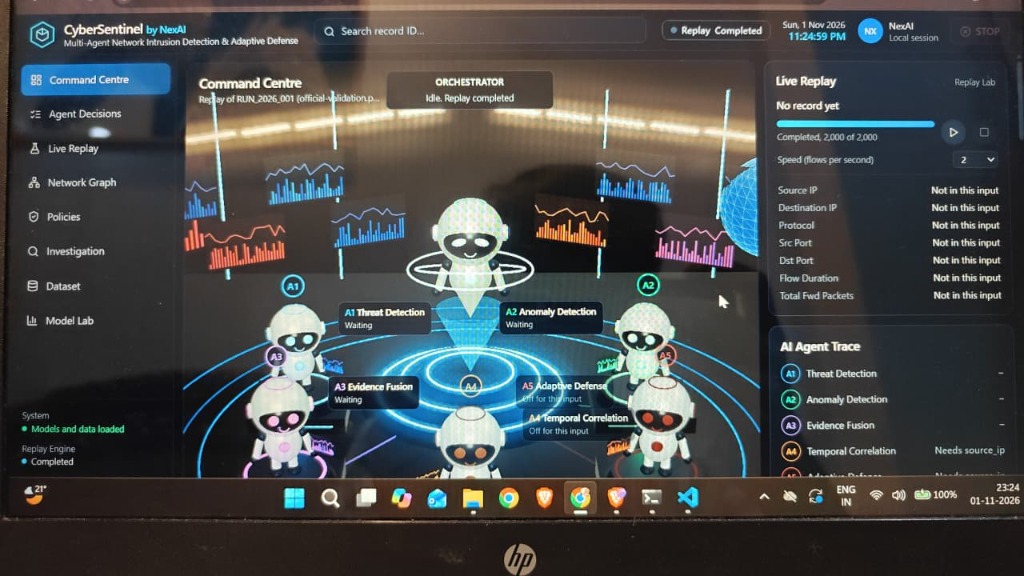 CyberSentinel by NexAI
Multi-Agent Network Intrusion Detection & Adaptive Defense
Search record ID...
Replay Completed
Sun, 1 Nov 2026
11:24:59 PM
NX
NexAI
Local session
STOP
Command Centre
Agent Decisions
Live Replay
Network Graph
Policies
Investigation
Dataset
Model Lab
System
Models and data loaded
Replay Engine
Completed
Command Centre
Replay of RUN_2026_001 (official-validation.p...
ORCHESTRATOR
Idle. Replay completed
A1
A2
A1 Threat Detection
Waiting
A2 Anomaly Detection
Waiting
A3
A5
A3 Evidence Fusion
Waiting
A4
A5 Adaptive Defense
Off for this input
A4 Temporal Correlation
Off for this input
Live Replay
Replay Lab
No record yet
Completed, 2,000 of 2,000
Speed (flows per second)
2
Source IP Not in this input
Destination IP Not in this input
Protocol Not in this input
Src Port Not in this input
Dst Port Not in this input
Flow Duration Not in this input
Total Fwd Packets Not in this input
AI Agent Trace
A1 Threat Detection –
A2 Anomaly Detection –
A3 Evidence Fusion –
A4 Temporal Correlation Needs source_ip
21°
ENG
IN
100%
23:24
01-11-2026
hp